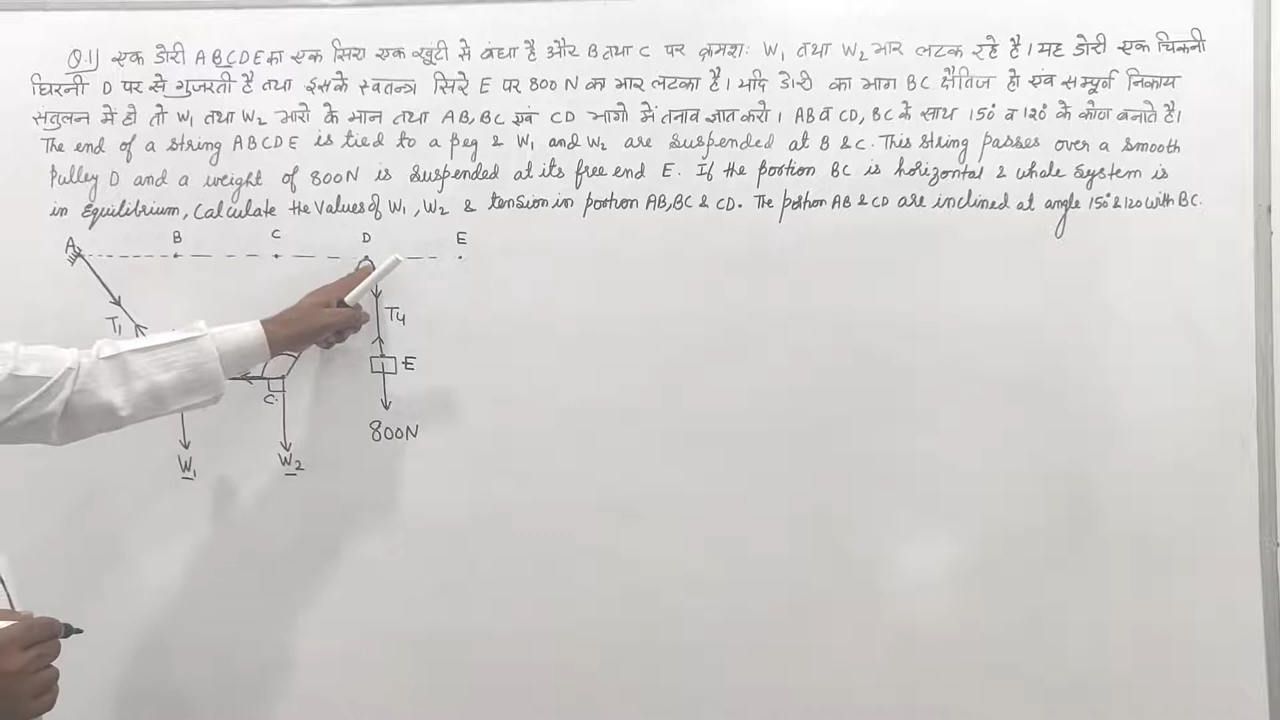 Q.1) एक डोरी ABCDE का एक सिरा एक खूंटी से बंधा है और B तथा C पर क्रमशः W₁ तथा W₂ भार लटक रहे है। यह डोरी एक चिकनी
घिरनी D पर से गुजरती है तथा इसके स्वतन्त्र सिरे E पर 800 N का भार लटका है। यदि डोरी का भाग BC क्षैतिज हो एवं सम्पूर्ण निकाय
संतुलन में हो तो W₁ तथा W₂ भारो के मान तथा AB, BC एवं CD भागो में तनाव ज्ञात करो। AB व CD, BC के साथ 150° व 120° के कोण बनाते है।
The end of a string ABCDE is tied to a peg & W₁ and W₂ are suspended at B & C. This string passes over a smooth
Pulley D and a weight of 800N is suspended at its free end E. If the portion BC is horizontal & whole system is
in Equilibrium, Calculate the values of W₁, W₂ & tension in portion AB, BC & CD. The portion AB & CD are inclined at angle 150° & 120 with BC.
A B C D E
T₁ T₄
E
C
800N
W₁ W₂